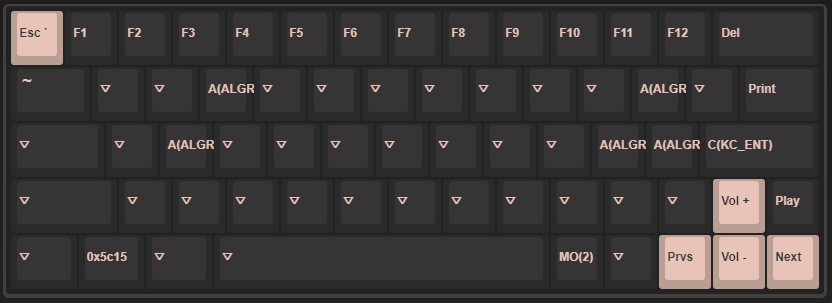 Esc ` F1 F2 F3 F4 F5 F6 F7 F8 F9 F10 F11 F12 Del
~ ▽ ▽ A(ALGR ▽ ▽ ▽ ▽ ▽ ▽ ▽ A(ALGR ▽ Print
▽ ▽ A(ALGR ▽ ▽ ▽ ▽ ▽ ▽ ▽ A(ALGR A(ALGR C(KC_ENT)
▽ ▽ ▽ ▽ ▽ ▽ ▽ ▽ ▽ ▽ ▽ ▽ Vol + Play
▽ 0x5c15 ▽ ▽ MO(2) ▽ Prvs Vol - Next